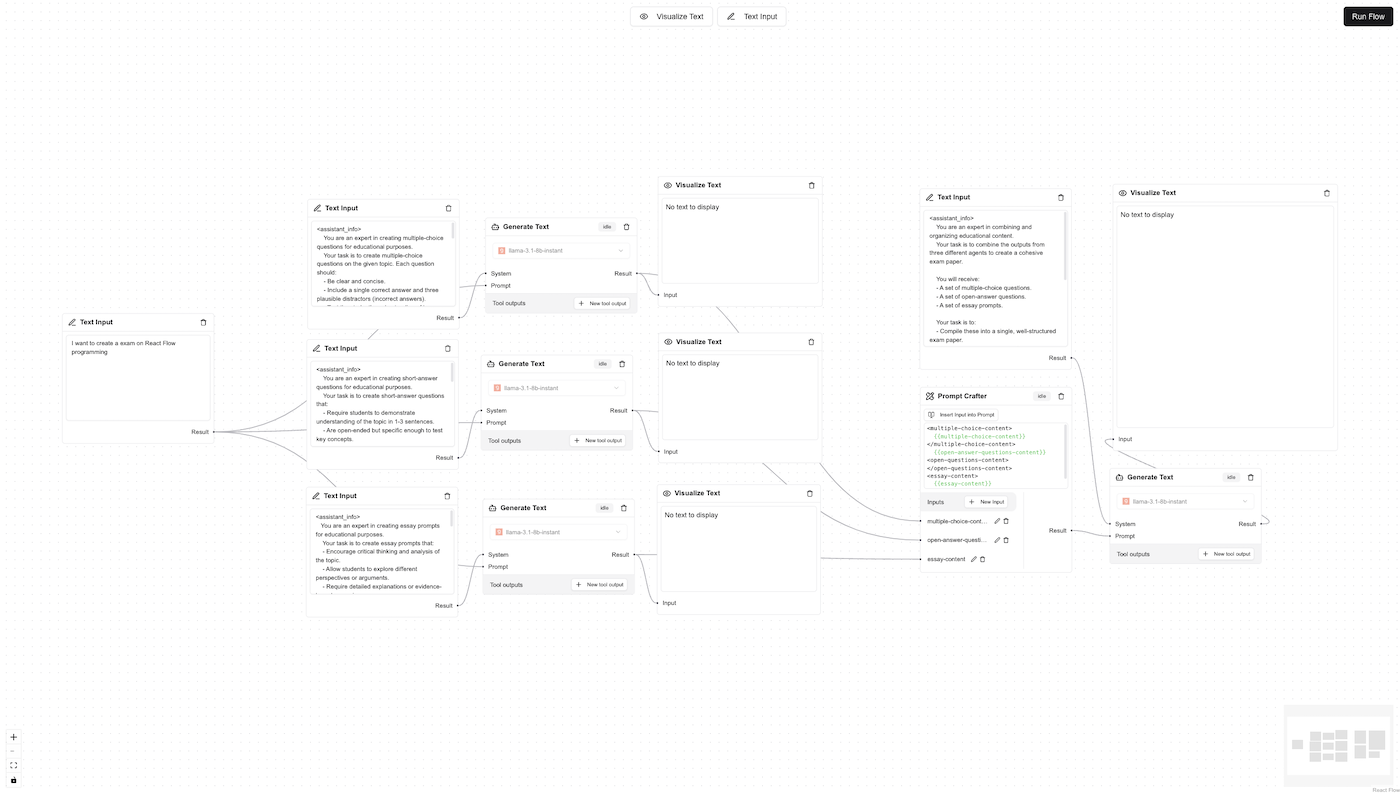 Visualize Text
Text Input
Run Flow
Text Input
I want to create a exam on React Flow
programming
Result
Text Input
<assistant_info>
You are an expert in creating multiple-choice
questions for educational purposes.
Your task is to create multiple-choice
questions on the given topic. Each question
should:
- Be clear and concise.
- Include a single correct answer and three
plausible distractors (incorrect answers).
Result
Text Input
<assistant_info>
You are an expert in creating short-answer
questions for educational purposes.
Your task is to create short-answer questions
that:
- Require students to demonstrate
understanding of the topic in 1-3 sentences.
- Are open-ended but specific enough to test
key concepts.
Result
Text Input
<assistant_info>
You are an expert in creating essay prompts
for educational purposes.
Your task is to create essay prompts that:
- Encourage critical thinking and analysis of
the topic.
- Allow students to explore different
perspectives or arguments.
- Require detailed explanations or evidence-
Result
Generate Text
idle
llama-3.1-8b-instant
System
Result
Prompt
Tool outputs
New tool output
Generate Text
idle
llama-3.1-8b-instant
System
Result
Prompt
Tool outputs
New tool output
Generate Text
idle
llama-3.1-8b-instant
System
Result
Prompt
Tool outputs
New tool output
Visualize Text
No text to display
Input
Visualize Text
No text to display
Input
Visualize Text
No text to display
Input
Text Input
<assistant_info>
You are an expert in combining and
organizing educational content.
Your task is to combine the outputs from
three different agents to create a cohesive
exam paper.
You will receive:
- A set of multiple-choice questions.
- A set of open-answer questions.
- A set of essay prompts.
Your task is to:
- Compile these into a single, well-structured
exam paper.
Result
Prompt Crafter
idle
Insert Input into Prompt
<multiple-choice-content>
{{multiple-choice-content}}
</multiple-choice-content>
{{open-answer-questions-content}}
<open-questions-content>
</open-questions-content>
<essay-content>
{{essay-content}}
Inputs
New Input
multiple-choice-cont...
open-answer-questi...
essay-content
Result
Visualize Text
No text to display
Input
Generate Text
idle
llama-3.1-8b-instant
System
Result
Prompt
Tool outputs
New tool output
React Flow